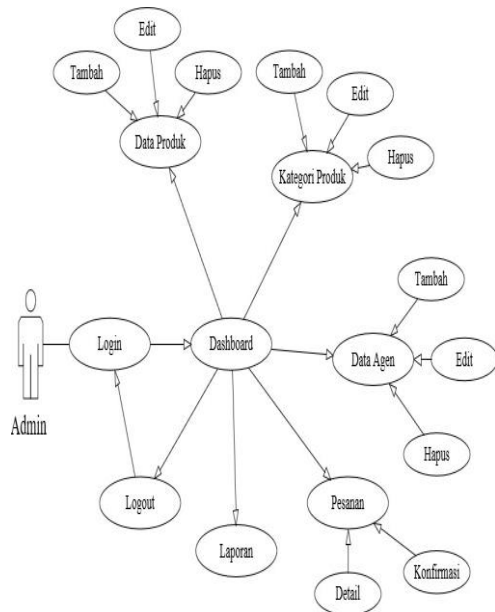 Edit
Tambah
Hapus
Data Produk
Tambah
Edit
Hapus
Kategori Produk
Tambah
Edit
Hapus
Data Agen
Admin
Login
Dashboard
Logout
Laporan
Pesanan
Detail
Konfirmasi